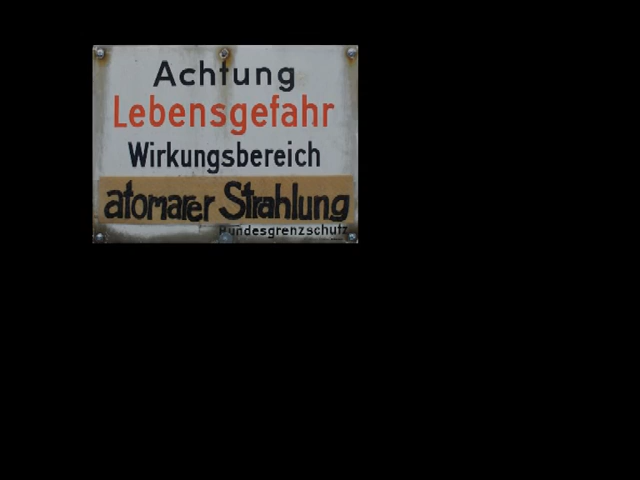 Achtung
Lebensgefahr
Wirkungsbereich
atomarer Strahlung
Bundesgrenzschutz